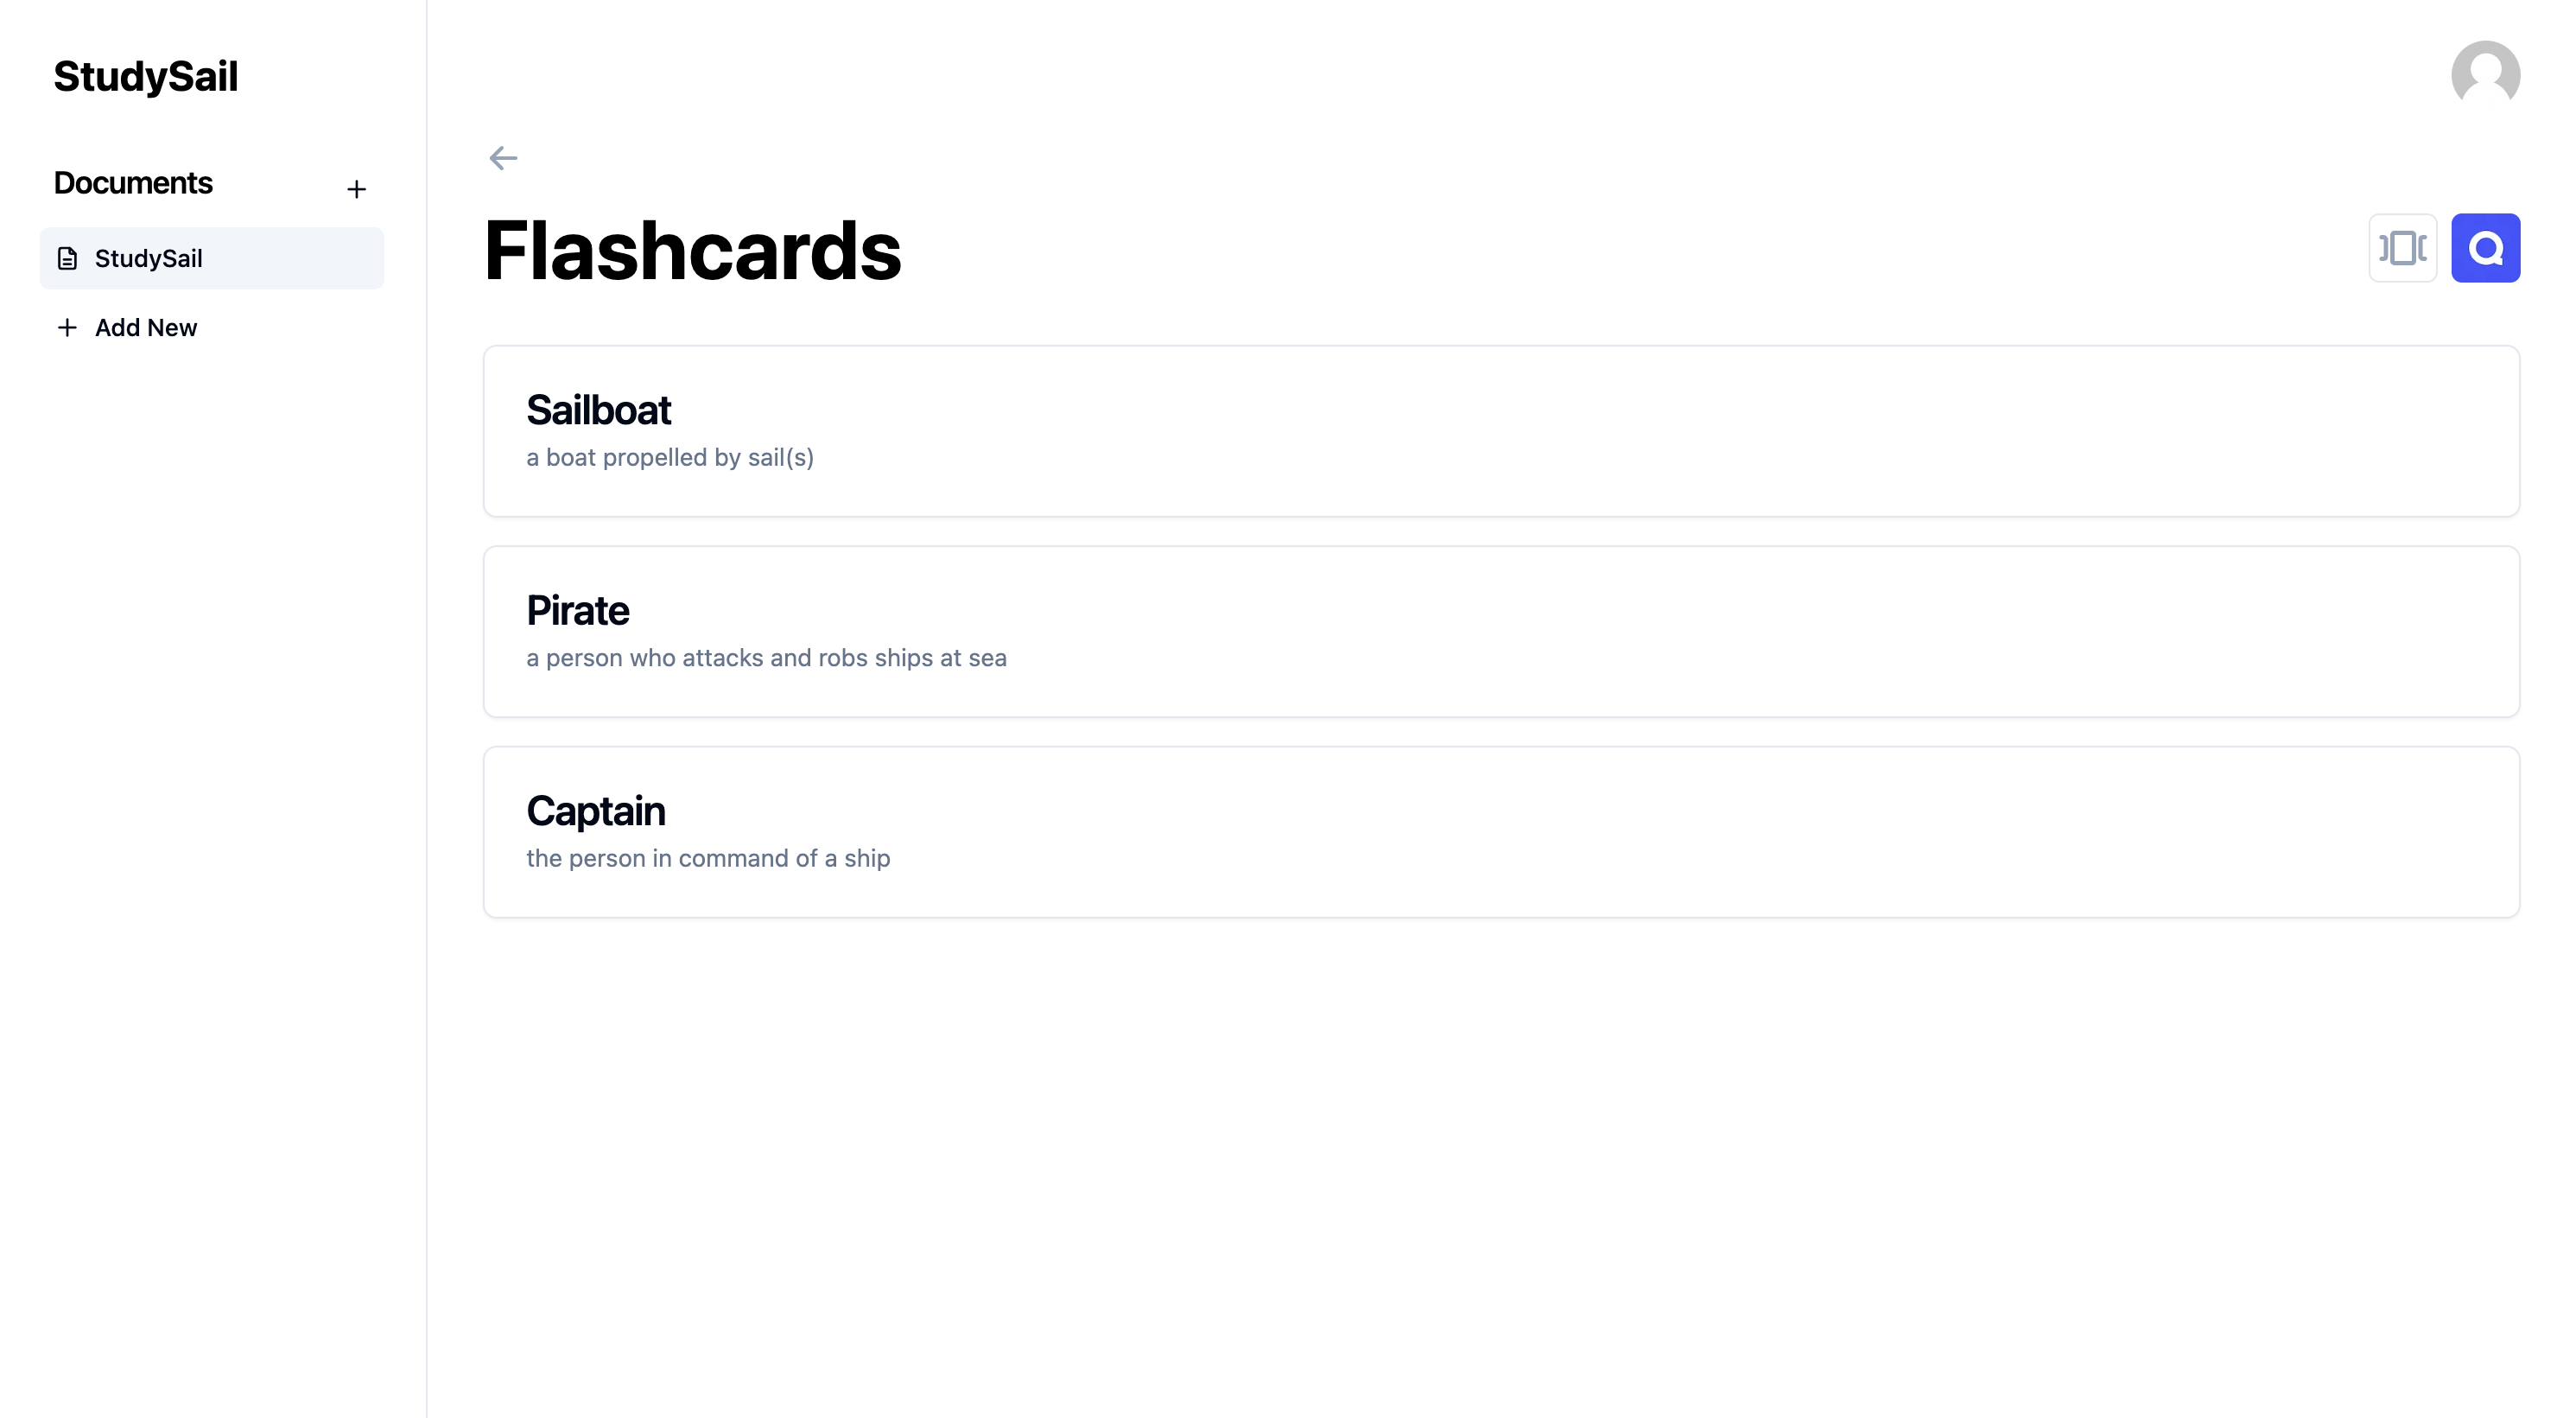 StudySail
Documents
StudySail
Add New
Flashcards
Sailboat
a boat propelled by sail(s)
Pirate
a person who attacks and robs ships at sea
Captain
the person in command of a ship